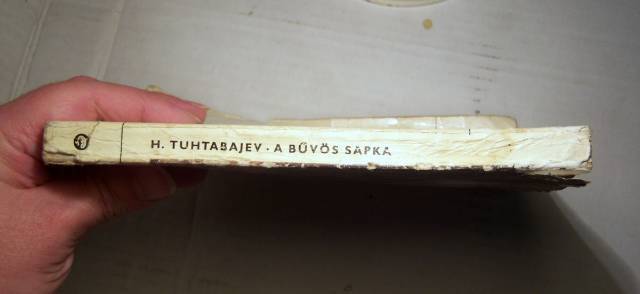 H. TUHTABAJEV · A BŰVÖS SAPKA